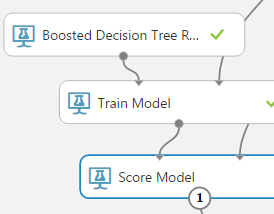 Boosted Decision Tree R...
Train Model
Score Model
1